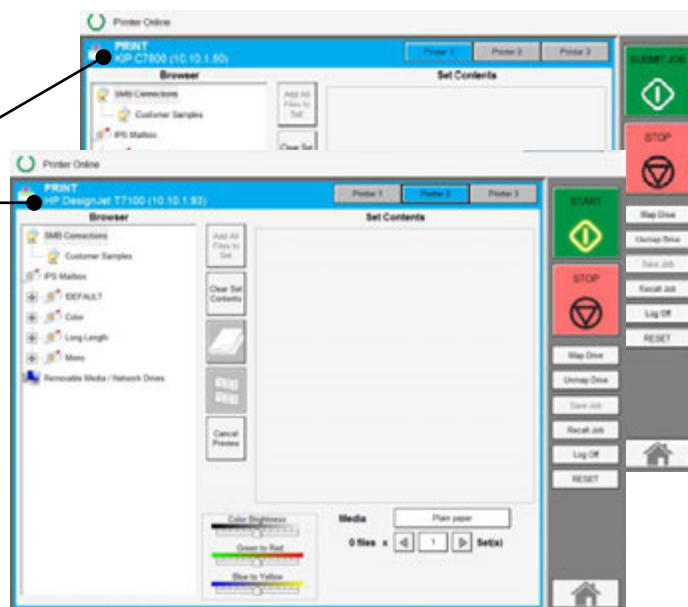 Printer Online
PRINT
KIP C7800 (10.10.1.50)
Printer 1
Printer 2
Printer 3
Browser
Set Contents
SMB Connections
Customer Samples
IPS Mailbox
Add All
Files to
Set
Clear Set
SUBMIT JOB
STOP
Map Drive
Unmap Drive
Save Job
Recall Job
Log Off
RESET
Printer Online
PRINT
HP DesignJet T7100 (10.10.1.93)
Printer 1
Printer 2
Printer 3
Browser
Set Contents
SMB Connections
Customer Samples
IPS Mailbox
!DEFAULT
Color
Long Length
Mono
Removable Media / Network Drives
Add All
Files to
Set
Clear Set
Contents
Cancel
Preview
Color Brightness
Green to Red
Blue to Yellow
Media
Plain paper
0 files x
1
Set(s)
START
STOP
Map Drive
Unmap Drive
Save Job
Recall Job
Log Off
RESET